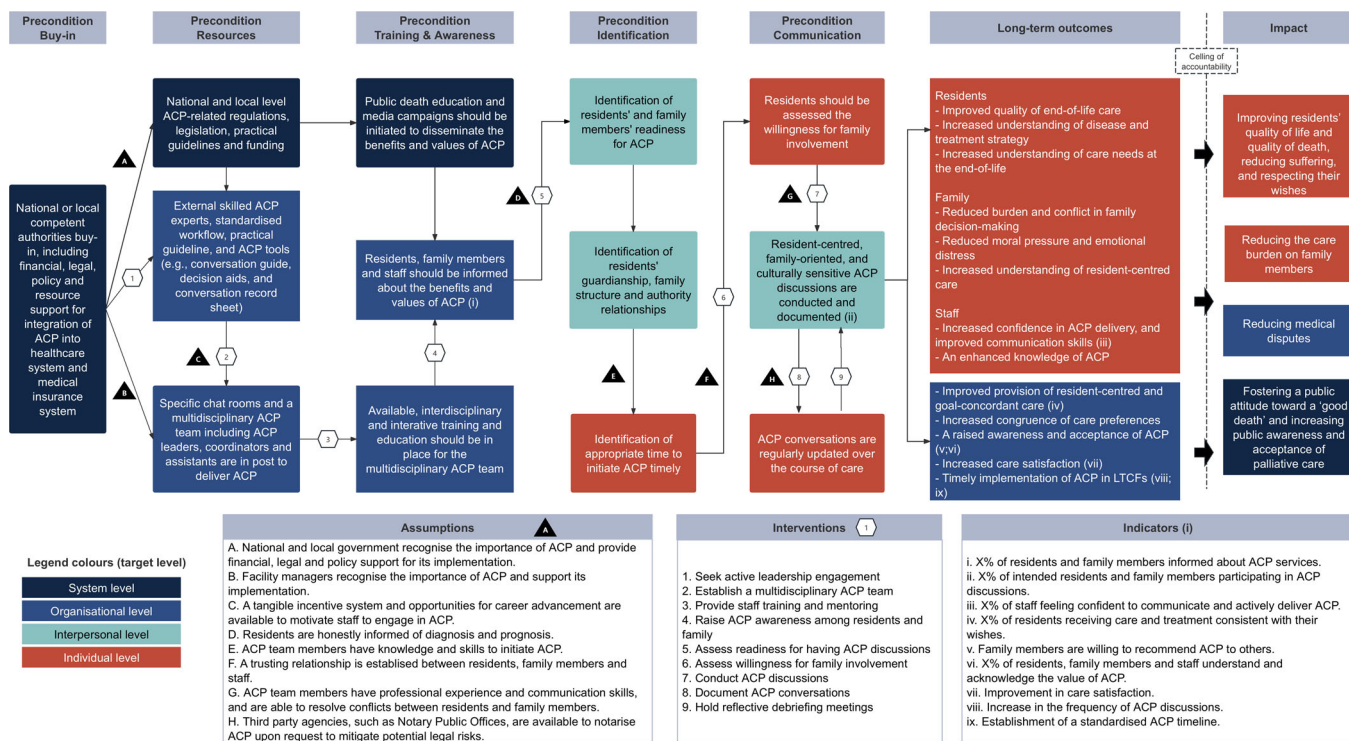 Precondition
Buy-in
Precondition
Resources
Precondition
Training & Awareness
Precondition
Identification
Precondition
Communication
Long-term outcomes
Impact
Celling of
accountability
National or local
competent
authorities buy-
in, including
financial, legal,
policy and
resource
support for
integration of
ACP into
healthcare
system and
medical
insurance
system
A
1
B
National and local level
ACP-related regulations,
legislation, practical
guidelines and funding
External skilled ACP
experts, standardised
workflow, practical
guideline, and ACP tools
(e.g., conversation guide,
decision aids, and
conversation record
sheet)
C
2
Specific chat rooms and a
multidisciplinary ACP
team including ACP
leaders, coordinators and
assistants are in post to
deliver ACP
3
Public death education and
media campaigns should be
initiated to disseminate the
benefits and values of ACP
Residents, family members
and staff should be informed
about the benefits and
values of ACP (i)
4
Available, interdisciplinary
and interative training and
education should be in
place for the
multidisciplinary ACP team
D
5
Identification of
residents' and family
members' readiness
for ACP
Identification of
residents'
guardianship, family
structure and authority
relationships
E
Identification of
appropriate time to
initiate ACP timely
F
6
Residents should be
assessed the
willingness for family
involvement
G
7
Resident-centred,
family-oriented, and
culturally sensitive ACP
discussions are
conducted and
documented (ii)
H
8
9
ACP conversations are
regularly updated over
the course of care
Residents
- Improved quality of end-of-life care
- Increased understanding of disease and
treatment strategy
- Increased understanding of care needs at
the end-of-life
Family
- Reduced burden and conflict in family
decision-making
- Reduced moral pressure and emotional
distress
- Increased understanding of resident-centred
care
Staff
- Increased confidence in ACP delivery, and
improved communication skills (iii)
- An enhanced knowledge of ACP
- Improved provision of resident-centred and
goal-concordant care (iv)
- Increased congruence of care preferences
- A raised awareness and acceptance of ACP
(v;vi)
- Increased care satisfaction (vii)
- Timely implementation of ACP in LTCFs (viii;
ix)
Improving residents'
quality of life and
quality of death,
reducing suffering,
and respecting their
wishes
Reducing the care
burden on family
members
Reducing medical
disputes
Fostering a public
attitude toward a 'good
death' and increasing
public awareness and
acceptance of
palliative care
Legend colours (target level)
System level
Organisational level
Interpersonal level
Individual level
Assumptions A
A. National and local government recognise the importance of ACP and provide
financial, legal and policy support for its implementation.
B. Facility managers recognise the importance of ACP and support its
implementation.
C. A tangible incentive system and opportunities for career advancement are
available to motivate staff to engage in ACP.
D. Residents are honestly informed of diagnosis and prognosis.
E. ACP team members have knowledge and skills to initiate ACP.
F. A trusting relationship is establised between residents, family members and
staff.
G. ACP team members have professional experience and communication skills,
and are able to resolve conflicts between residents and family members.
H. Third party agencies, such as Notary Public Offices, are available to notarise
ACP upon request to mitigate potential legal risks.
Interventions 1
1. Seek active leadership engagement
2. Establish a multidisciplinary ACP team
3. Provide staff training and mentoring
4. Raise ACP awareness among residents and
family
5. Assess readiness for having ACP discussions
6. Assess willingness for family involvement
7. Conduct ACP discussions
8. Document ACP conversations
9. Hold reflective debriefing meetings
Indicators (i)
i. X% of residents and family members informed about ACP services.
ii. X% of intended residents and family members participating in ACP
discussions.
iii. X% of staff feeling confident to communicate and actively deliver ACP.
iv. X% of residents receiving care and treatment consistent with their
wishes.
v. Family members are willing to recommend ACP to others.
vi. X% of residents, family members and staff understand and
acknowledge the value of ACP.
vii. Improvement in care satisfaction.
viii. Increase in the frequency of ACP discussions.
ix. Establishment of a standardised ACP timeline.